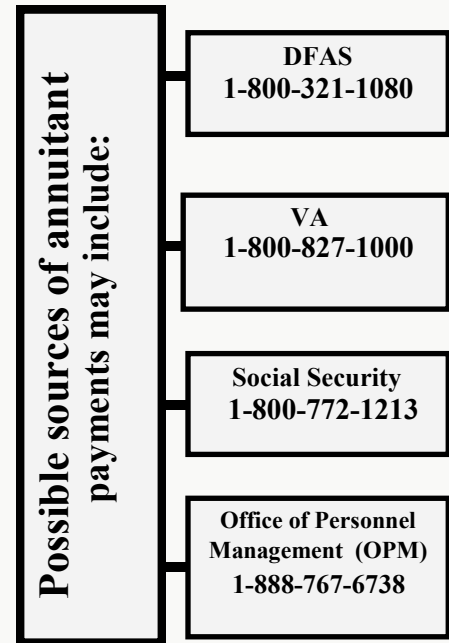 Possible sources of annuitant
payments may include:
DFAS
1-800-321-1080
VA
1-800-827-1000
Social Security
1-800-772-1213
Office of Personnel
Management (OPM)
1-888-767-6738